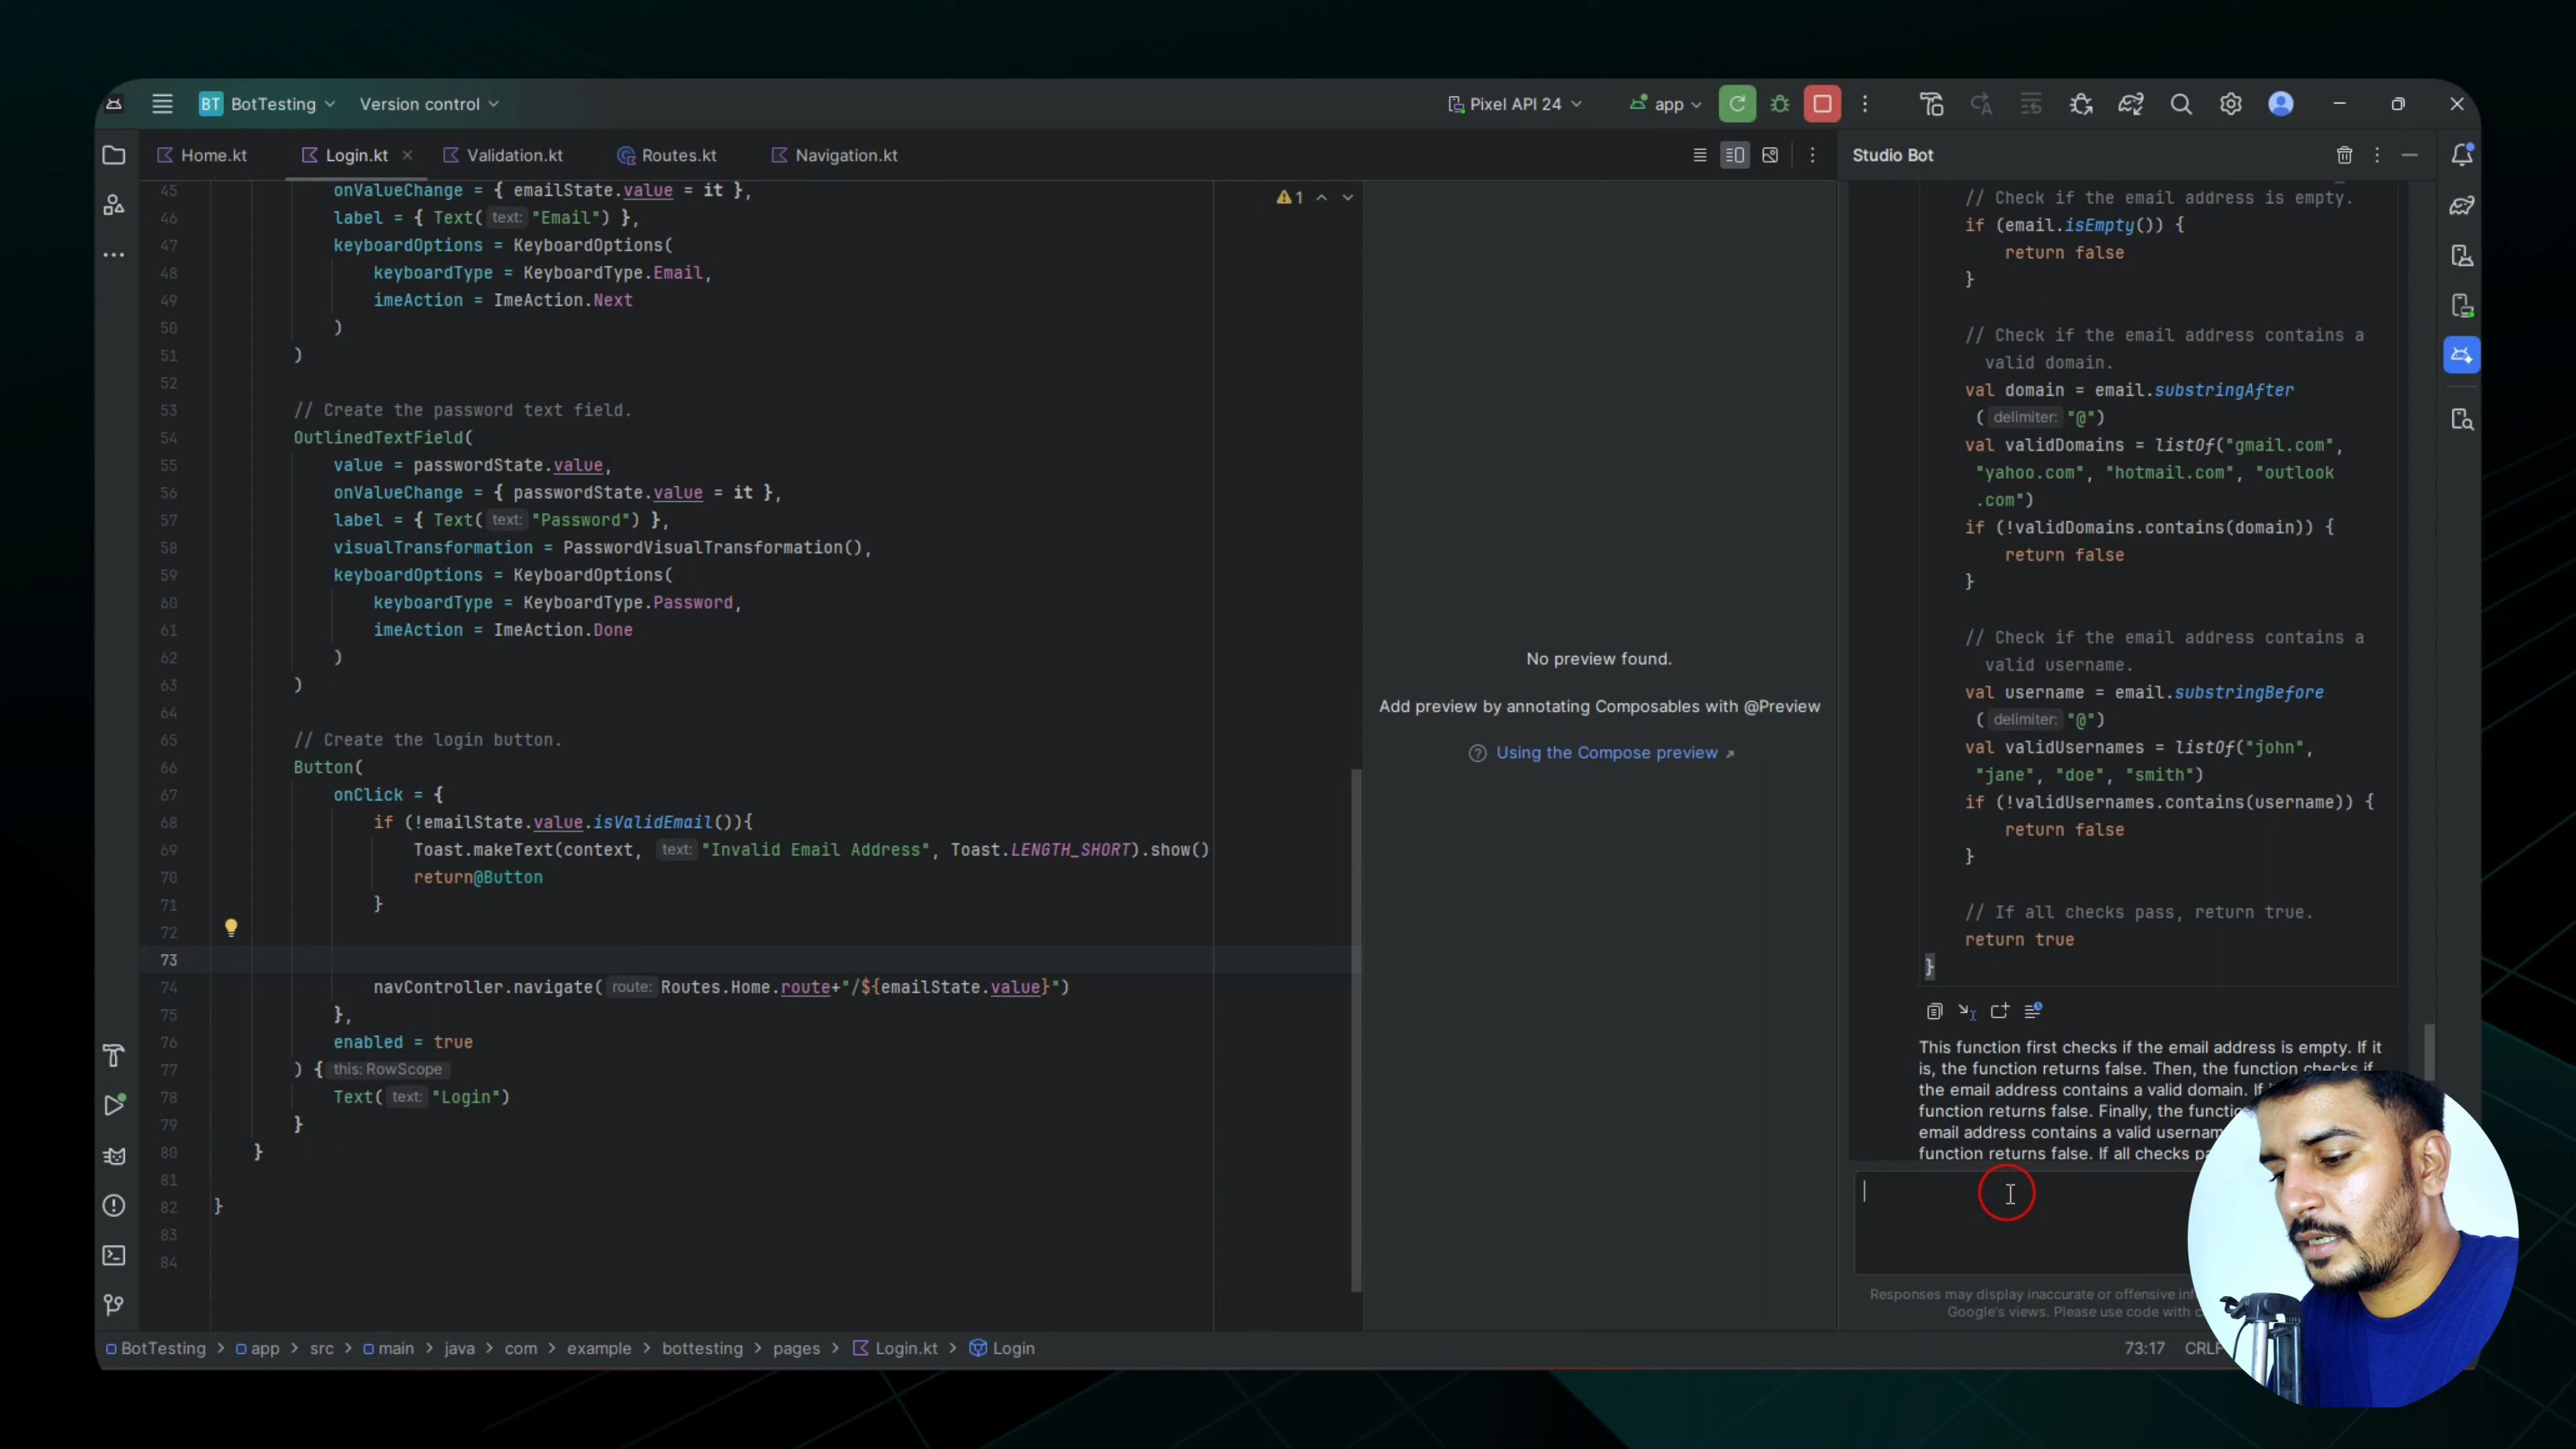 BT BotTesting Version control Pixel API 24 app
Home.kt Login.kt Validation.kt Routes.kt Navigation.kt
45 onValueChange = { emailState.value = it },
46 label = { Text( text: "Email") },
47 keyboardOptions = KeyboardOptions(
48 keyboardType = KeyboardType.Email,
49 imeAction = ImeAction.Next
50 )
51 )
52
53 // Create the password text field.
54 OutlinedTextField(
55 value = passwordState.value,
56 onValueChange = { passwordState.value = it },
57 label = { Text( text: "Password") },
58 visualTransformation = PasswordVisualTransformation(),
59 keyboardOptions = KeyboardOptions(
60 keyboardType = KeyboardType.Password,
61 imeAction = ImeAction.Done
62 )
63 )
64
65 // Create the login button.
66 Button(
67 onClick = {
68 if (!emailState.value.isValidEmail()){
69 Toast.makeText(context, text: "Invalid Email Address", Toast.LENGTH_SHORT).show()
70 return@Button
71 }
72
73
74 navController.navigate( route: Routes.Home.route+"/${emailState.value}")
75 },
76 enabled = true
77 ) { this: RowScope
78 Text( text: "Login")
79 }
80 }
81
82 }
83
84
1
No preview found.
Add preview by annotating Composables with @Preview
Using the Compose preview
Studio Bot
// Check if the email address is empty.
if (email.isEmpty()) {
return false
}
// Check if the email address contains a
valid domain.
val domain = email.substringAfter
( delimiter: "@")
val validDomains = listOf("gmail.com",
"yahoo.com", "hotmail.com", "outlook
.com")
if (!validDomains.contains(domain)) {
return false
}
// Check if the email address contains a
valid username.
val username = email.substringBefore
( delimiter: "@")
val validUsernames = listOf("john",
"jane", "doe", "smith")
if (!validUsernames.contains(username)) {
return false
}
// If all checks pass, return true.
return true
}
This function first checks if the email address is empty. If it
is, the function returns false. Then, the function checks if
the email address contains a valid domain. If
function returns false. Finally, the
email address contains a valid
function returns false. If all checks
Responses may display inaccurate or offensive
Google's views. Please use code with
BotTesting > app > src > main > java > com > example > bottesting > pages > Login.kt > Login
73:17 CRLF